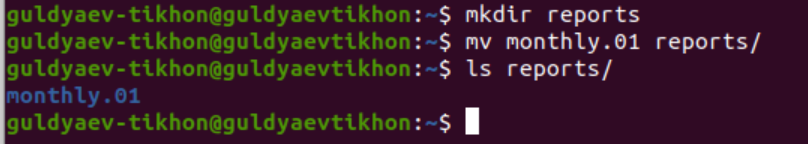 guldyaev-tikhon@guldyaevtikhon:~$ mkdir reports
guldyaev-tikhon@guldyaevtikhon:~$ mv monthly.01 reports/
guldyaev-tikhon@guldyaevtikhon:~$ ls reports/
monthly.01
guldyaev-tikhon@guldyaevtikhon:~$